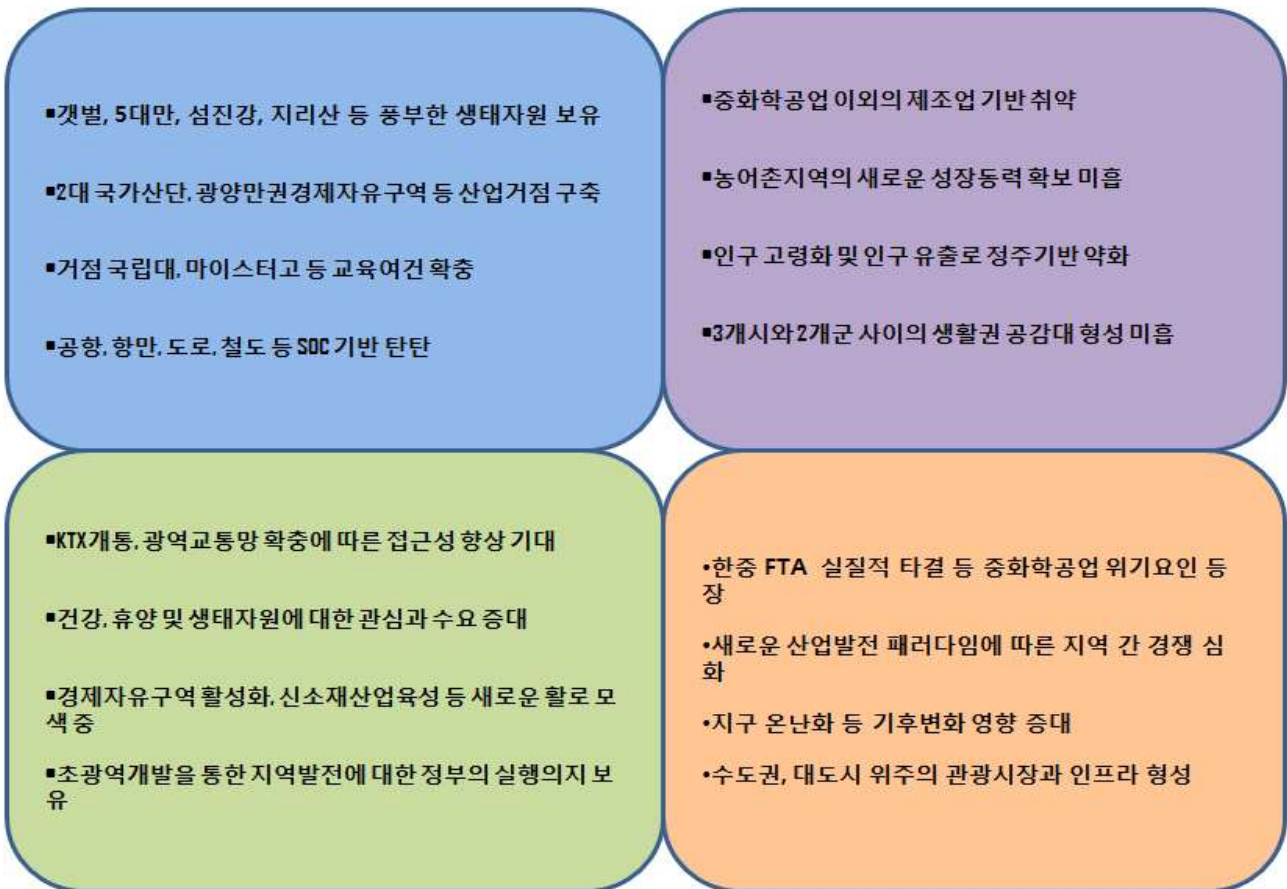 ▪갯벌, 5대만, 섬진강, 지리산 등 풍부한 생태자원 보유
▪2대 국가산단, 광양만권경제자유구역 등 산업거점 구축
▪거점 국립대, 마이스터고 등 교육여건 확충
▪공항, 항만, 도로, 철도 등 SOC 기반 탄탄
▪중화학공업 이외의 제조업 기반 취약
▪농어촌지역의 새로운 성장동력 확보 미흡
▪인구 고령화 및 인구 유출로 정주기반 약화
▪3개시와 2개군 사이의 생활권 공감대 형성 미흡
▪KTX개통, 광역교통망 확충에 따른 접근성 향상 기대
▪건강, 휴양 및 생태자원에 대한 관심과 수요 증대
▪경제자유구역 활성화, 신소재산업육성 등 새로운 활로 모
색 중
▪초광역개발을 통한 지역발전에 대한 정부의 실행의지 보
유
•한중 FTA 실질적 타결 등 중화학공업 위기요인 등
장
•새로운 산업발전 패러다임에 따른 지역 간 경쟁 심
화
•지구 온난화 등 기후변화 영향 증대
•수도권, 대도시 위주의 관광시장과 인프라 형성